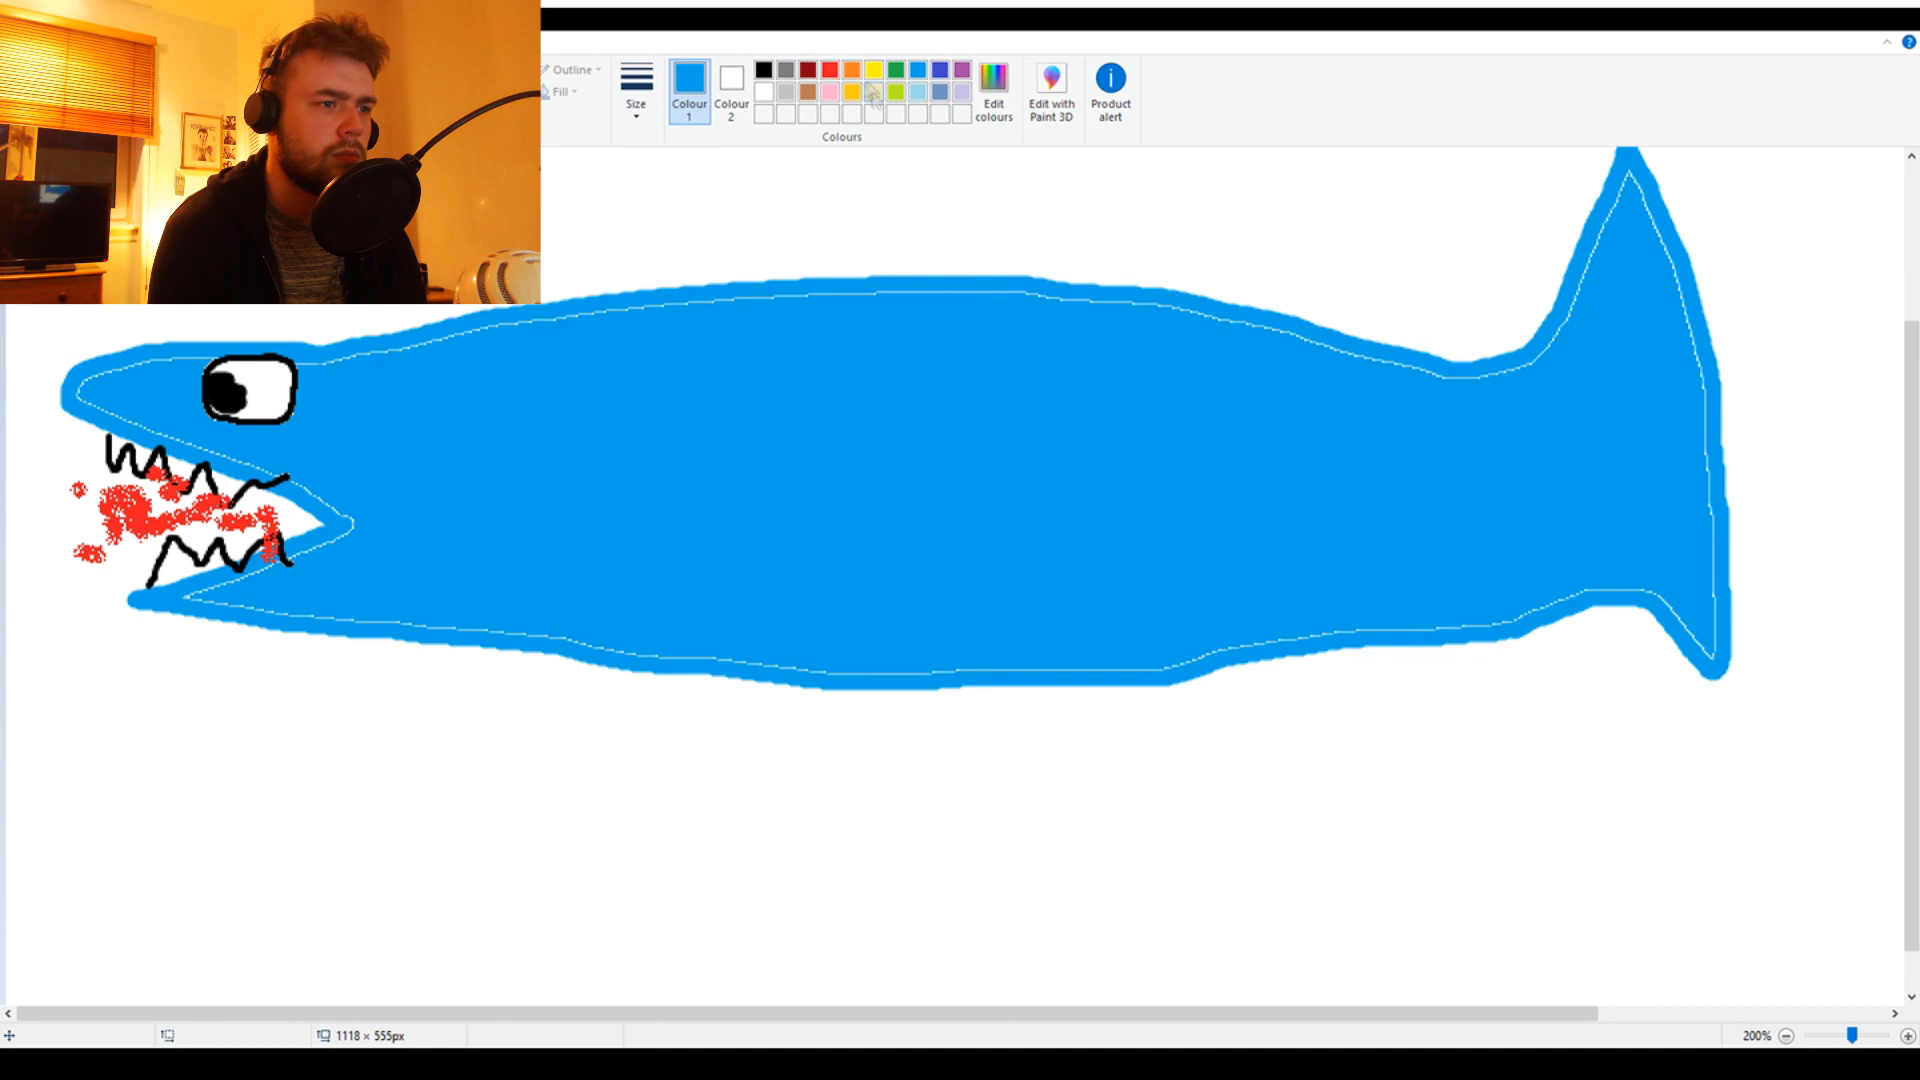 Outline
Fill
Size
Colour 1
Colour 2
Colours
Edit colours
Edit with Paint 3D
Product alert
1118 × 555px
200%